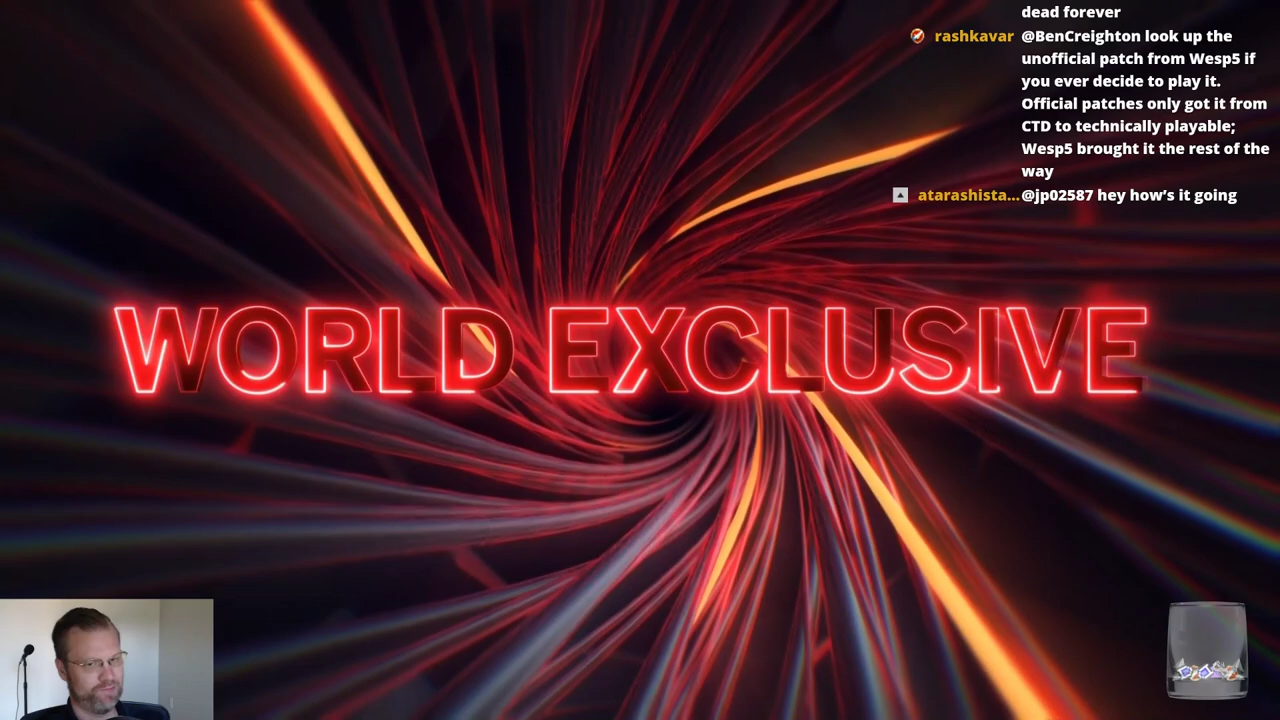 dead forever
rashkavar @BenCreighton look up the
unofficial patch from Wesp5 if
you ever decide to play it.
Official patches only got it from
CTD to technically playable;
Wesp5 brought it the rest of the
way
atarashista... @jp02587 hey how’s it going
WORLD EXCLUSIVE